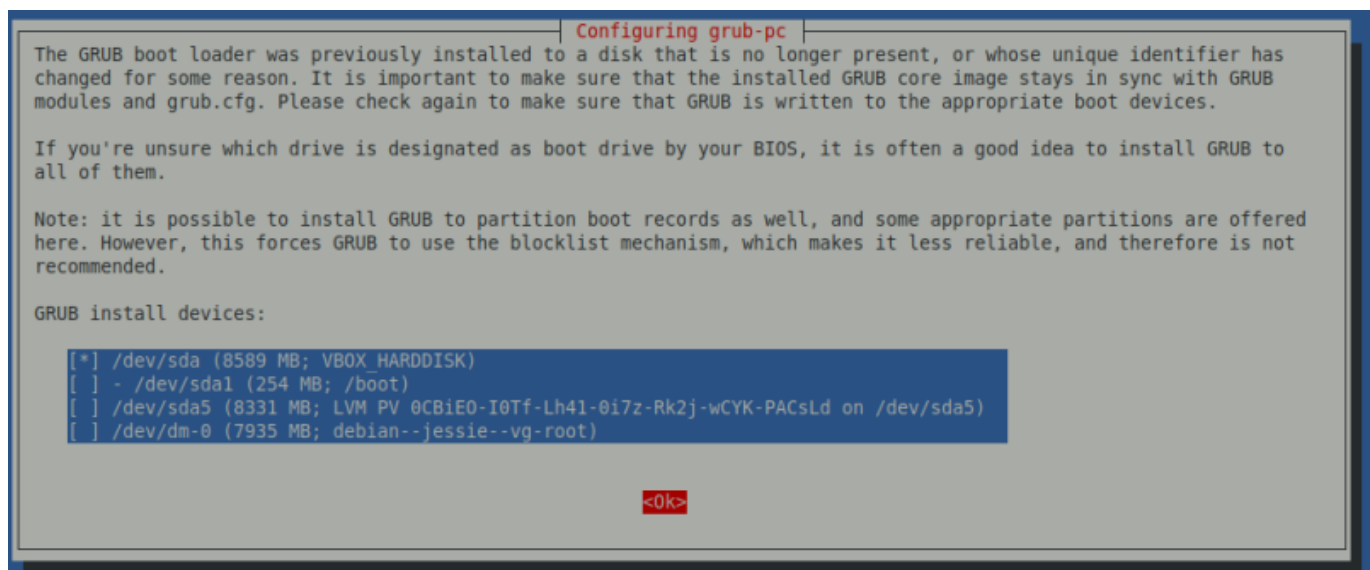 Configuring grub-pc
The GRUB boot loader was previously installed to a disk that is no longer present, or whose unique identifier has
changed for some reason. It is important to make sure that the installed GRUB core image stays in sync with GRUB
modules and grub.cfg. Please check again to make sure that GRUB is written to the appropriate boot devices.
If you're unsure which drive is designated as boot drive by your BIOS, it is often a good idea to install GRUB to
all of them.
Note: it is possible to install GRUB to partition boot records as well, and some appropriate partitions are offered
here. However, this forces GRUB to use the blocklist mechanism, which makes it less reliable, and therefore is not
recommended.
GRUB install devices:
[*] /dev/sda (8589 MB; VBOX_HARDDISK)
[ ] - /dev/sda1 (254 MB; /boot)
[ ] /dev/sda5 (8331 MB; LVM PV 0CBiEO-I0Tf-Lh41-0i7z-Rk2j-wCYK-PACsLd on /dev/sda5)
[ ] /dev/dm-0 (7935 MB; debian--jessie--vg-root)
<Ok>